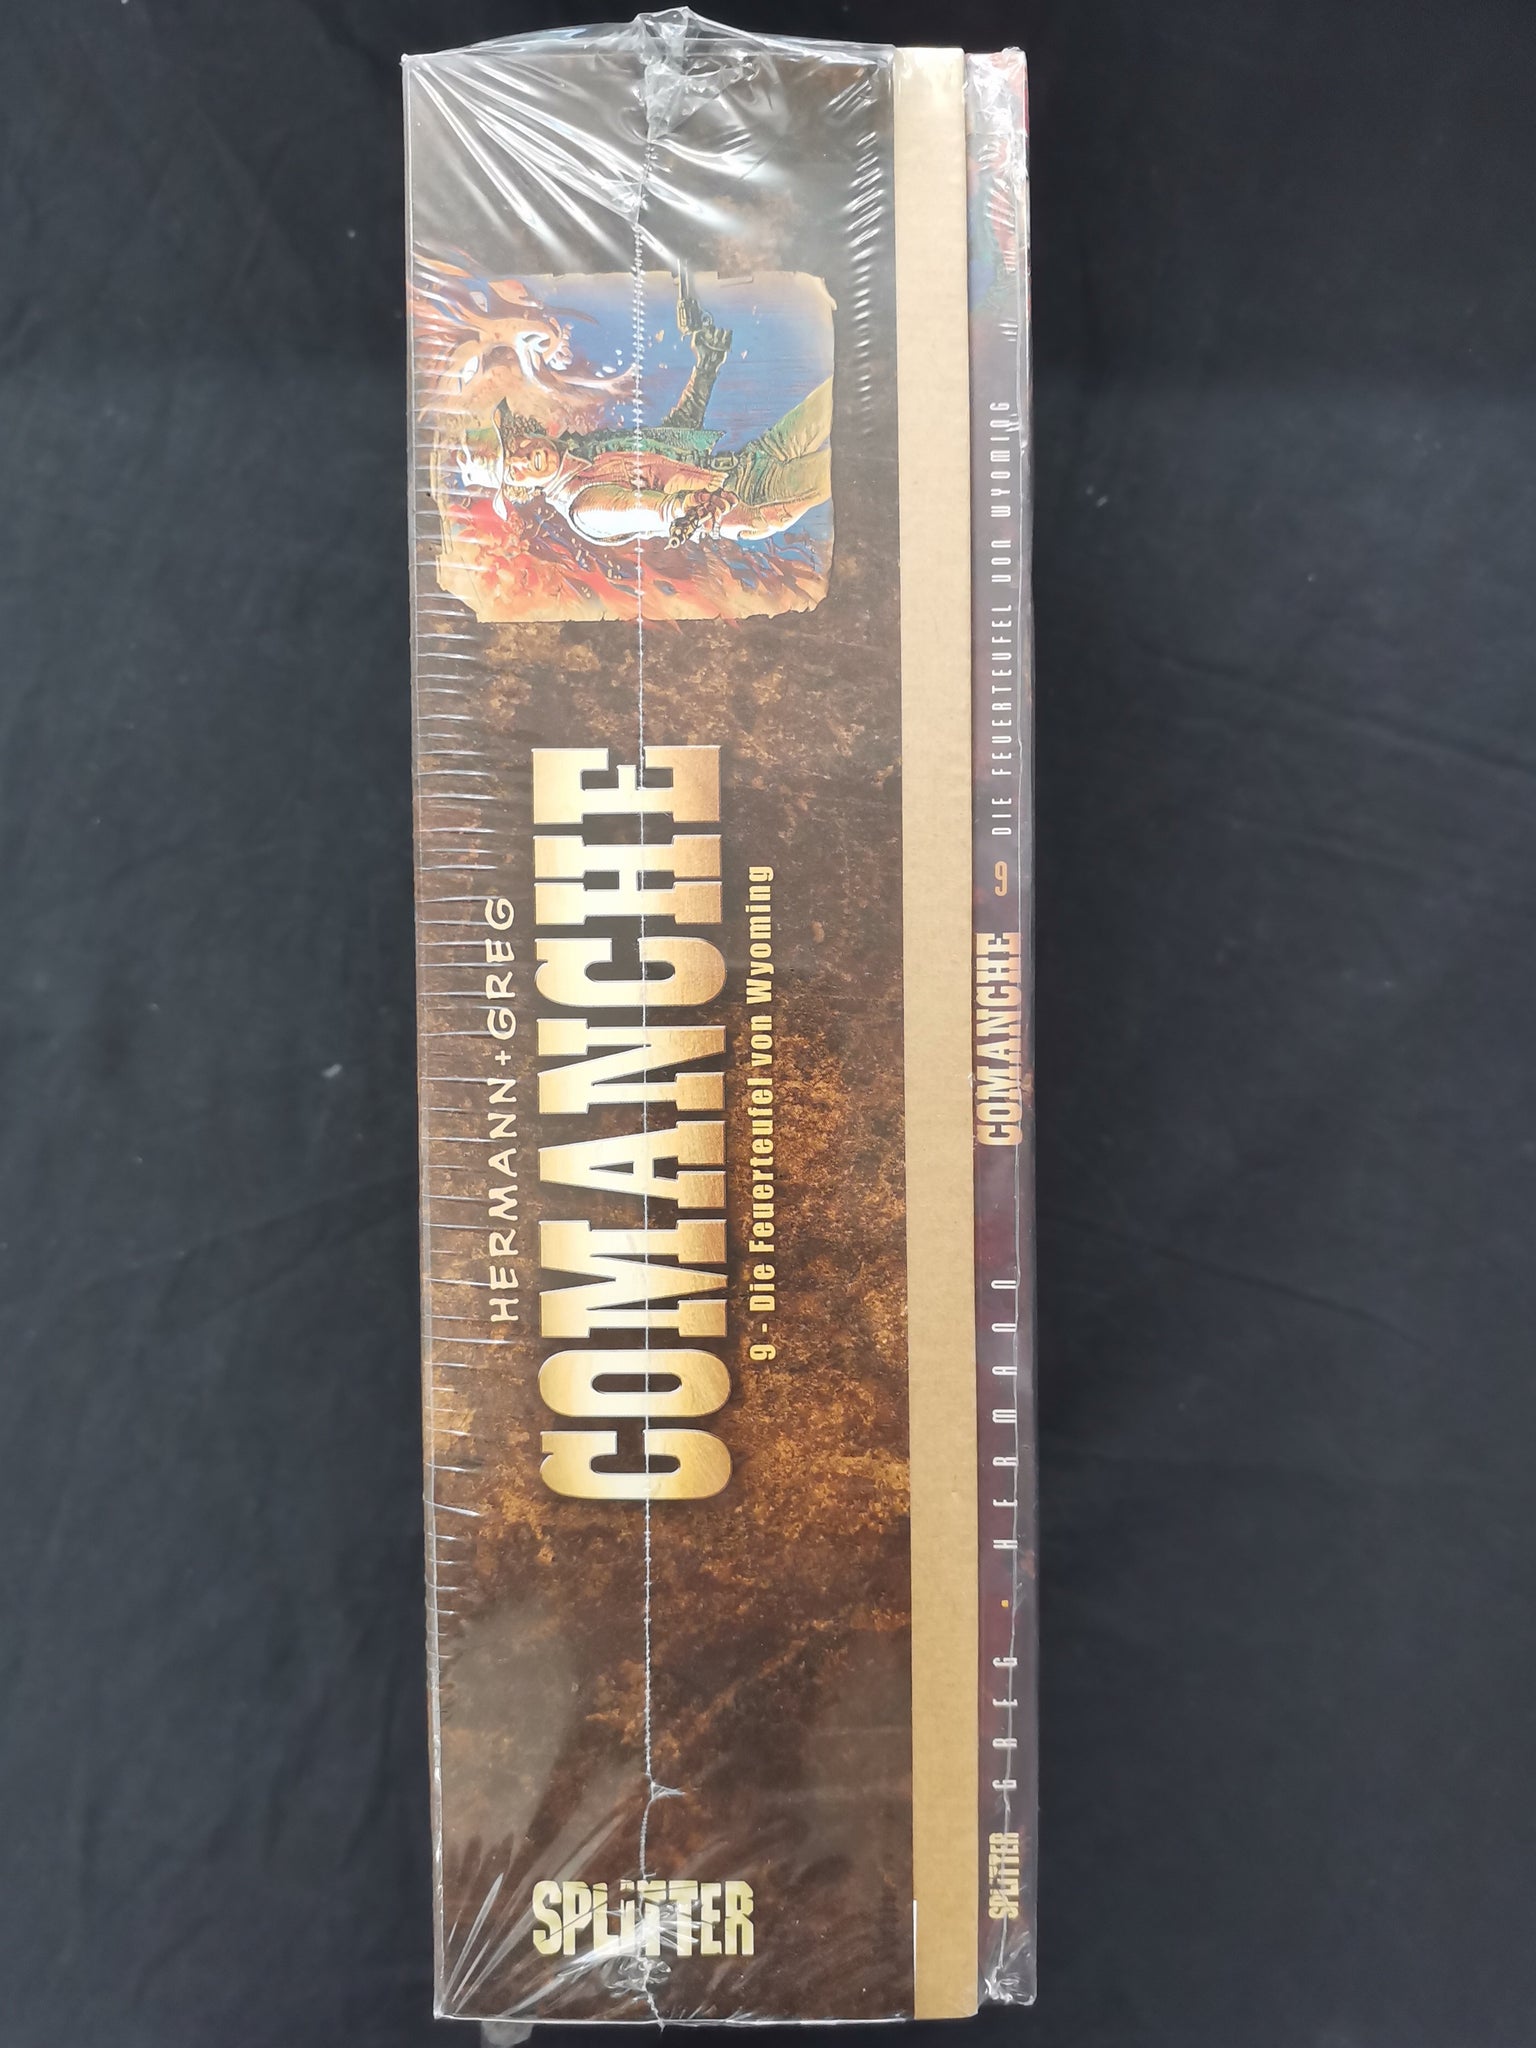 HERMANN + GREG
COMANCHE
9 - Die Feuerteufel von Wyoming
SPLITTER
SPLITTER GREG · HERMANN COMANCHE 9 DIE FEUERTEUFEL VON WYOMING